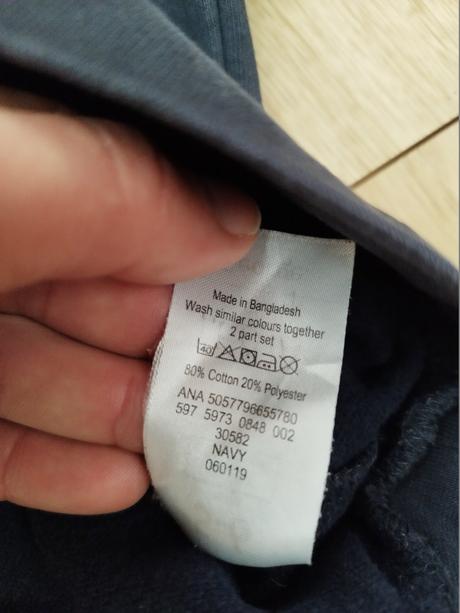 Made in Bangladesh
Wash similar colours together
2 part set
40
80% Cotton 20% Polyester
ANA 5057796655780
597 5973 0848 002
30582
NAVY
060119